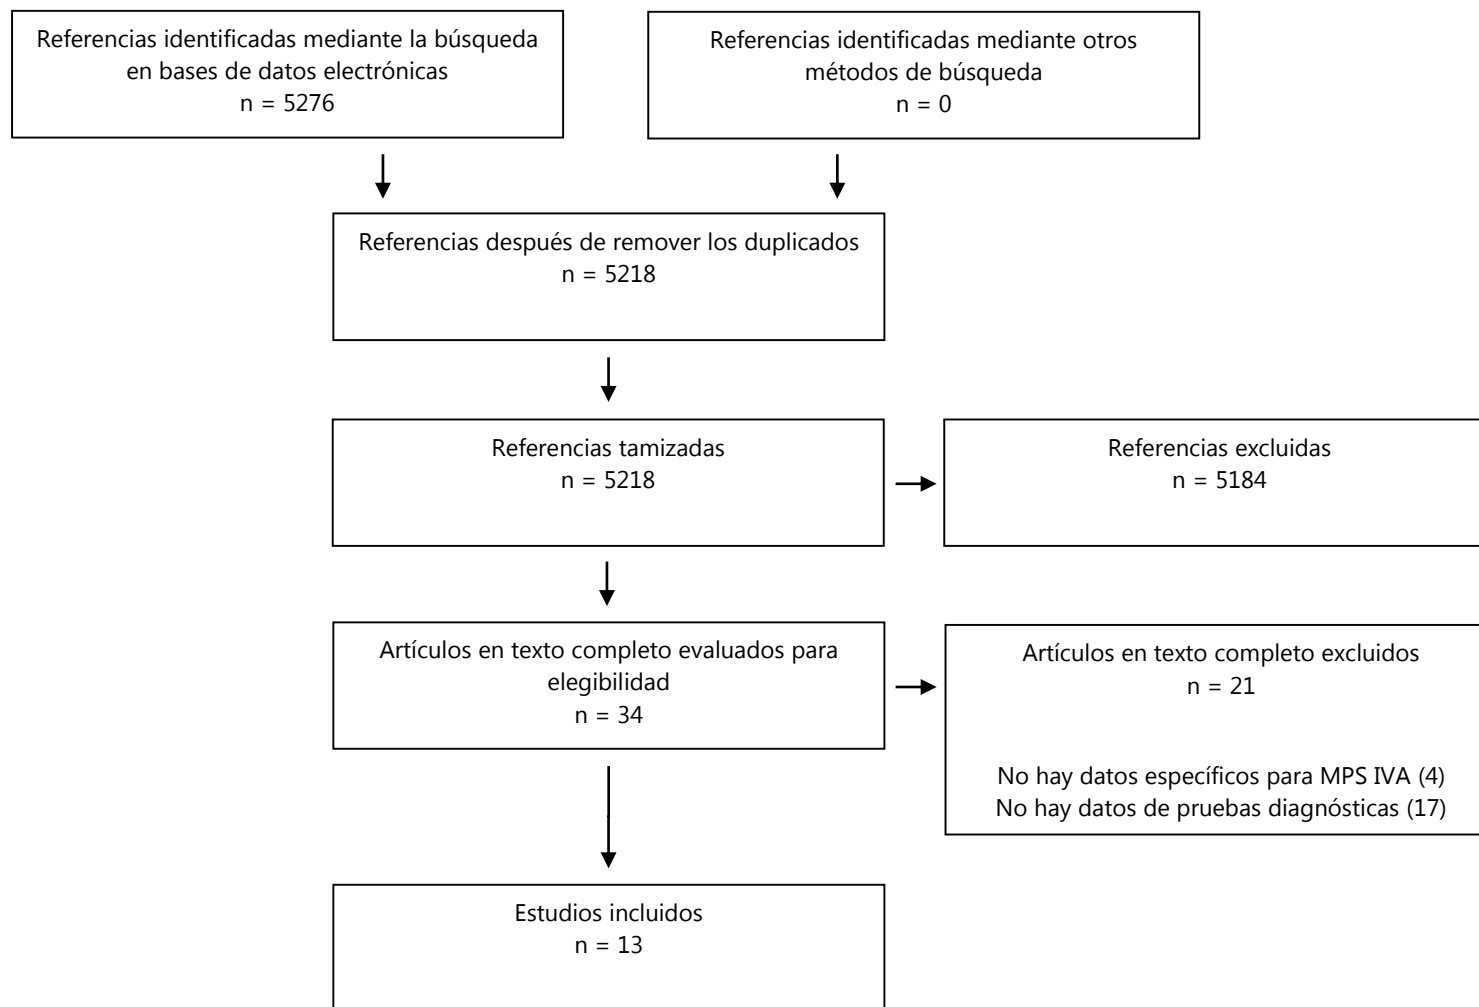 Referencias identificadas mediante la búsqueda
en bases de datos electrónicas
n = 5276
Referencias identificadas mediante otros
métodos de búsqueda
n = 0
Referencias después de remover los duplicados
n = 5218
Referencias tamizadas
n = 5218
Referencias excluidas
n = 5184
Artículos en texto completo evaluados para
elegibilidad
n = 34
Artículos en texto completo excluidos
n = 21
No hay datos específicos para MPS IVA (4)
No hay datos de pruebas diagnósticas (17)
Estudios incluidos
n = 13